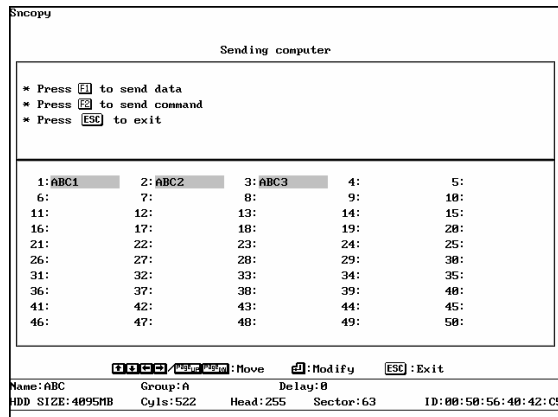 Sncopy
Sending computer
* Press F1 to send data
* Press F2 to send command
* Press ESC to exit
1:ABC1 2:ABC2 3:ABC3 4: 5:
6: 7: 8: 9: 10:
11: 12: 13: 14: 15:
16: 17: 18: 19: 20:
21: 22: 23: 24: 25:
26: 27: 28: 29: 30:
31: 32: 33: 34: 35:
36: 37: 38: 39: 40:
41: 42: 43: 44: 45:
46: 47: 48: 49: 50:
↑↓←→/PgUp PgDn:Move ↵:Modify ESC:Exit
Name:ABC Group:A Delay:0
HDD SIZE:4095MB Cyls:522 Head:255 Sector:63 ID:00:50:56:40:42:C9